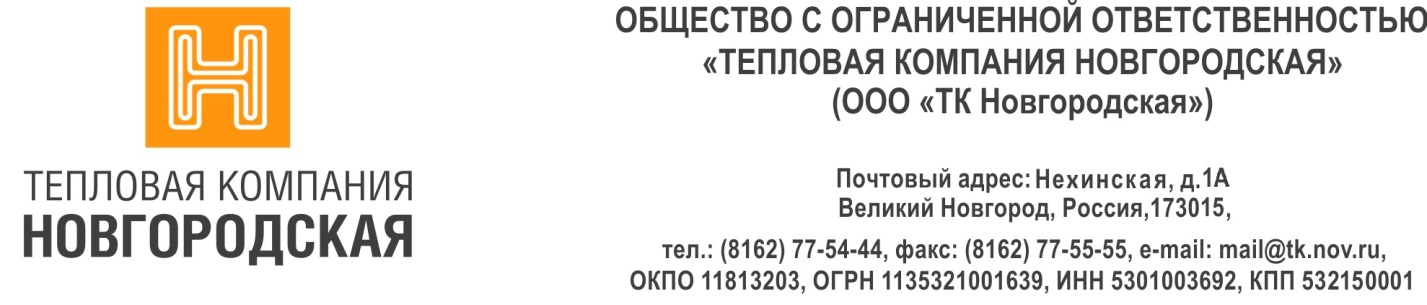 Н
ТЕПЛОВАЯ КОМПАНИЯ
НОВГОРОДСКАЯ
ОБЩЕСТВО С ОГРАНИЧЕННОЙ ОТВЕТСТВЕННОСТЬЮ
«ТЕПЛОВАЯ КОМПАНИЯ НОВГОРОДСКАЯ»
(ООО «ТК Новгородская»)
Почтовый адрес: Нехинская, д.1А
Великий Новгород, Россия,173015,
тел.: (8162) 77-54-44, факс: (8162) 77-55-55, e-mail: mail@tk.nov.ru,
ОКПО 11813203, ОГРН 1135321001639, ИНН 5301003692, КПП 532150001